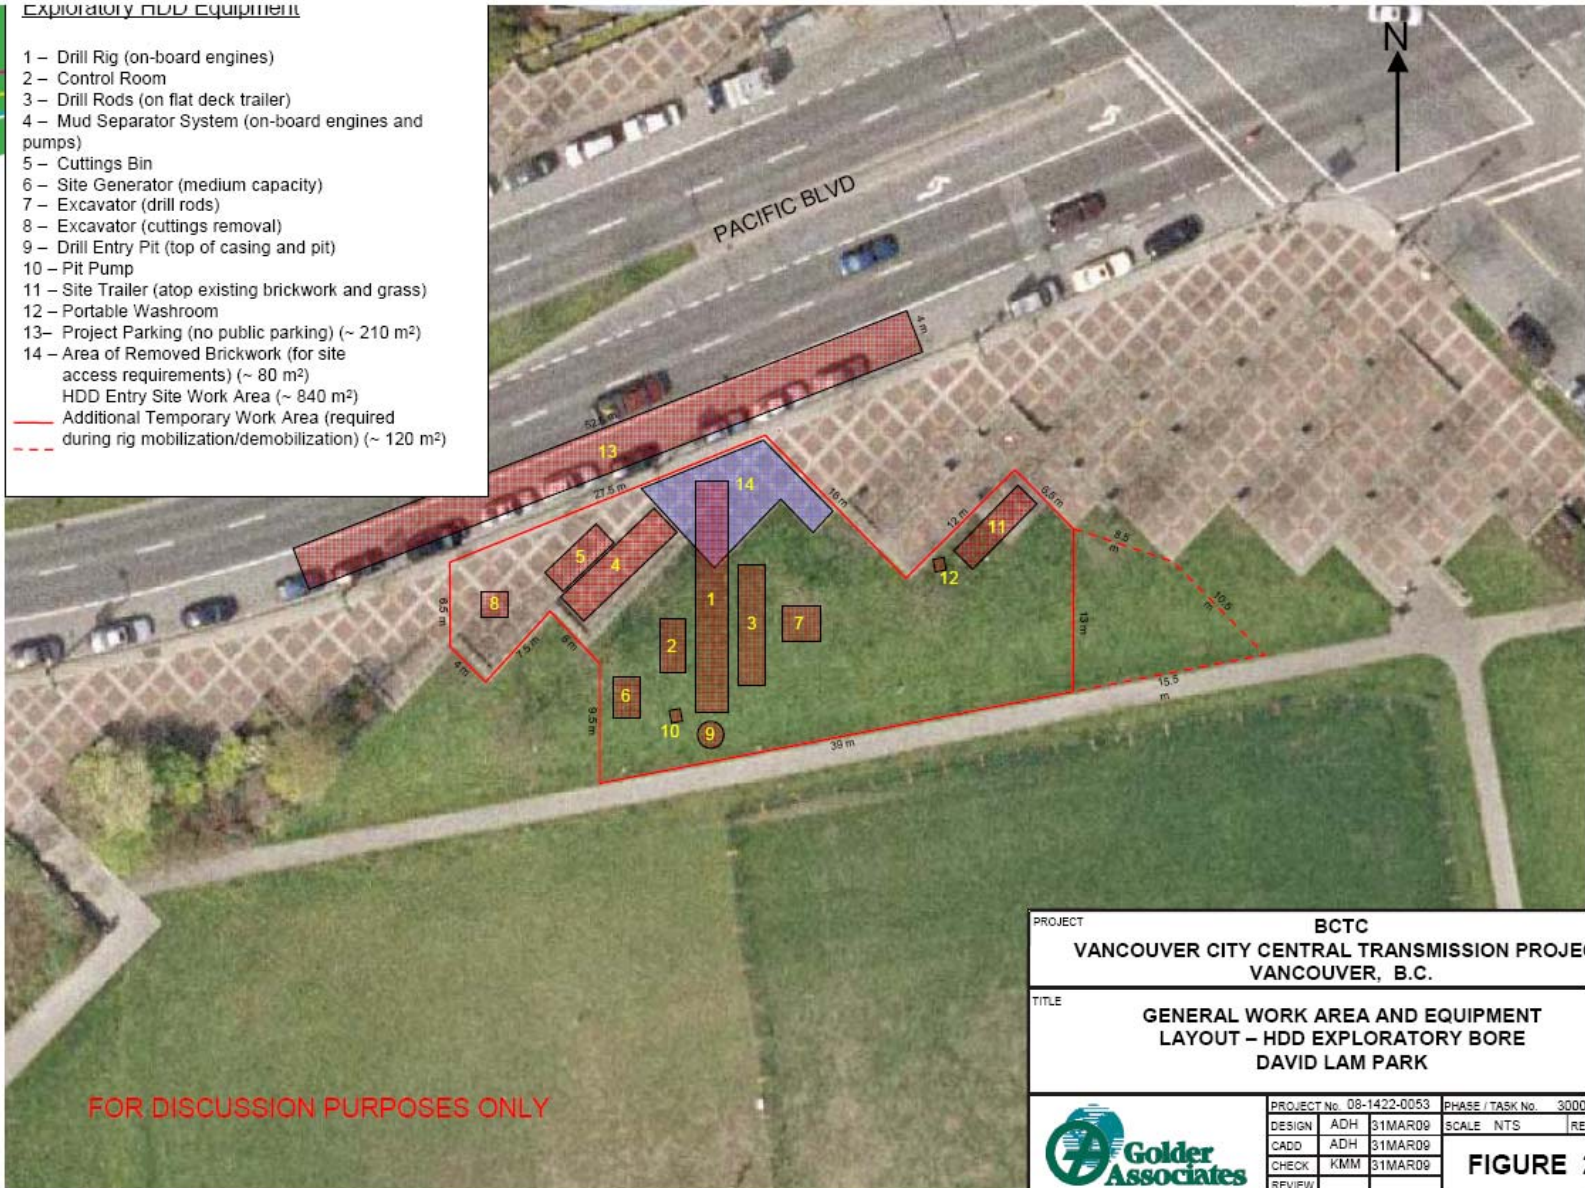 Exploratory HDD Equipment
1 – Drill Rig (on-board engines)
2 – Control Room
3 – Drill Rods (on flat deck trailer)
4 – Mud Separator System (on-board engines and
pumps)
5 – Cuttings Bin
6 – Site Generator (medium capacity)
7 – Excavator (drill rods)
8 – Excavator (cuttings removal)
9 – Drill Entry Pit (top of casing and pit)
10 – Pit Pump
11 – Site Trailer (atop existing brickwork and grass)
12 – Portable Washroom
13– Project Parking (no public parking) (~ 210 m²)
14 – Area of Removed Brickwork (for site
access requirements) (~ 80 m²)
HDD Entry Site Work Area (~ 840 m²)
Additional Temporary Work Area (required
during rig mobilization/demobilization) (~ 120 m²)
N
PACIFIC BLVD
4 m
13
27.5 m
14
16 m
12 m
11
6.5 m
12
8.5
m
10.5
m
13 m
15.5
m
5
4
8
6.5 m
4 m
7.5 m
6 m
1
2
3
7
6
9.5 m
10
9
39 m
FOR DISCUSSION PURPOSES ONLY
PROJECT
BCTC
VANCOUVER CITY CENTRAL TRANSMISSION PROJEC
VANCOUVER, B.C.
TITLE
GENERAL WORK AREA AND EQUIPMENT
LAYOUT – HDD EXPLORATORY BORE
DAVID LAM PARK
Golder
Associates
PROJECT No. 08-1422-0053 PHASE / TASK No. 3000
DESIGN ADH 31MAR09 SCALE NTS RE
CADD ADH 31MAR09
CHECK KMM 31MAR09
REVIEW
FIGURE 2